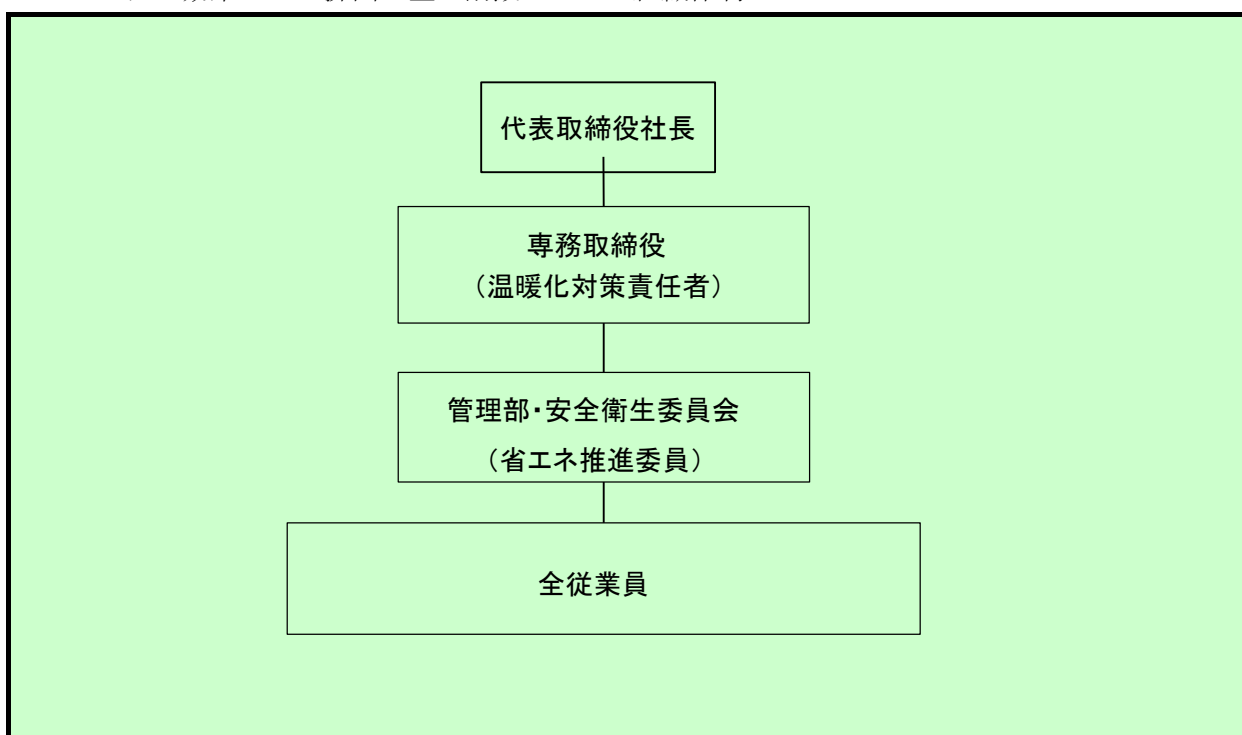 代表取締役社長
専務取締役
（温暖化対策責任者）
管理部・安全衛生委員会
（省エネ推進委員）
全従業員